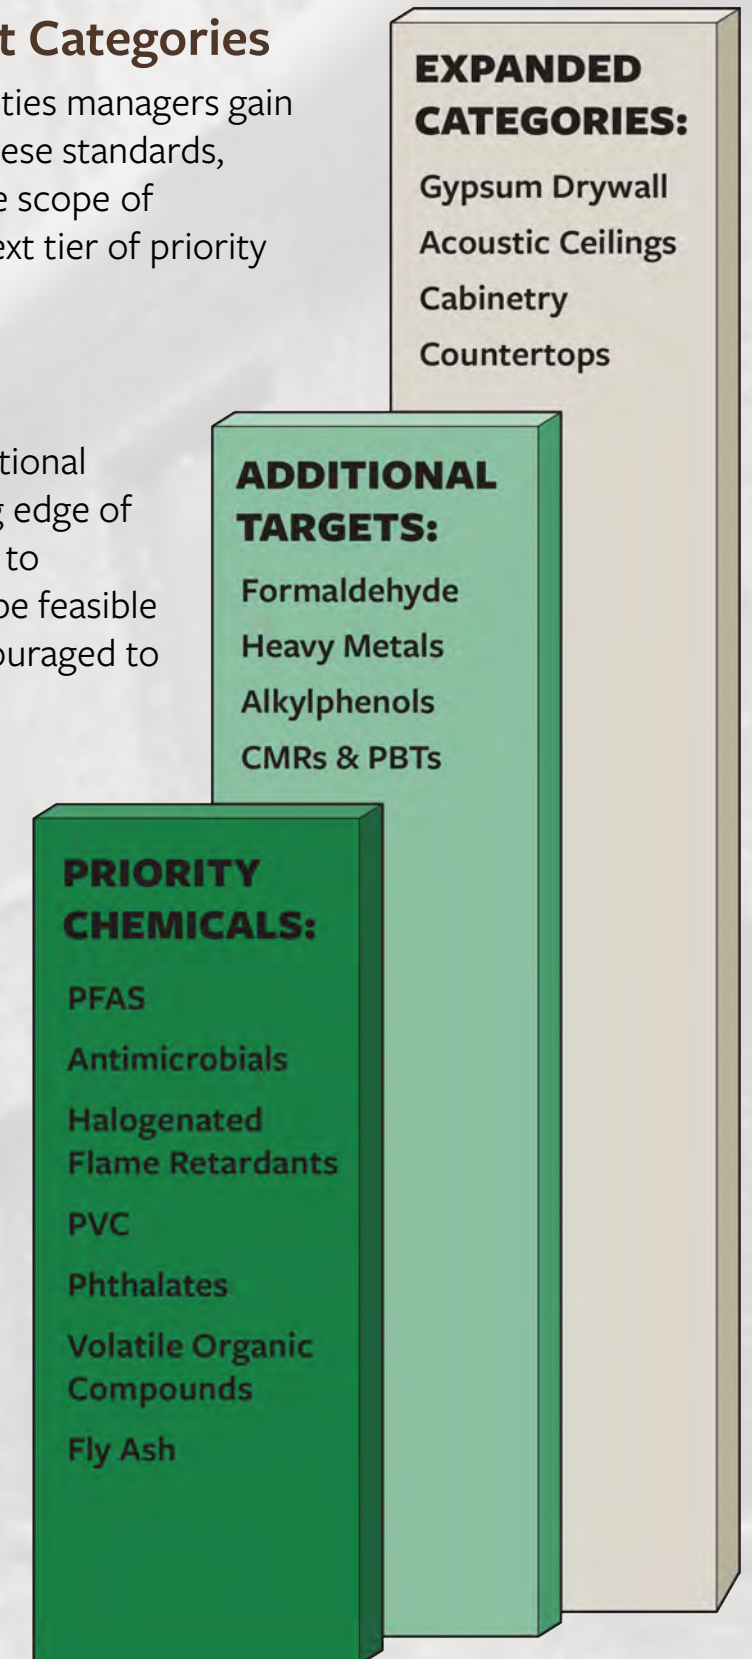 t Categories
ties managers gain
ese standards,
e scope of
ext tier of priority
tional
g edge of
to
be feasible
ouraged to
EXPANDED
CATEGORIES:
Gypsum Drywall
Acoustic Ceilings
Cabinetry
Countertops
ADDITIONAL
TARGETS:
Formaldehyde
Heavy Metals
Alkylphenols
CMRs & PBTs
PRIORITY
CHEMICALS:
PFAS
Antimicrobials
Halogenated
Flame Retardants
PVC
Phthalates
Volatile Organic
Compounds
Fly Ash